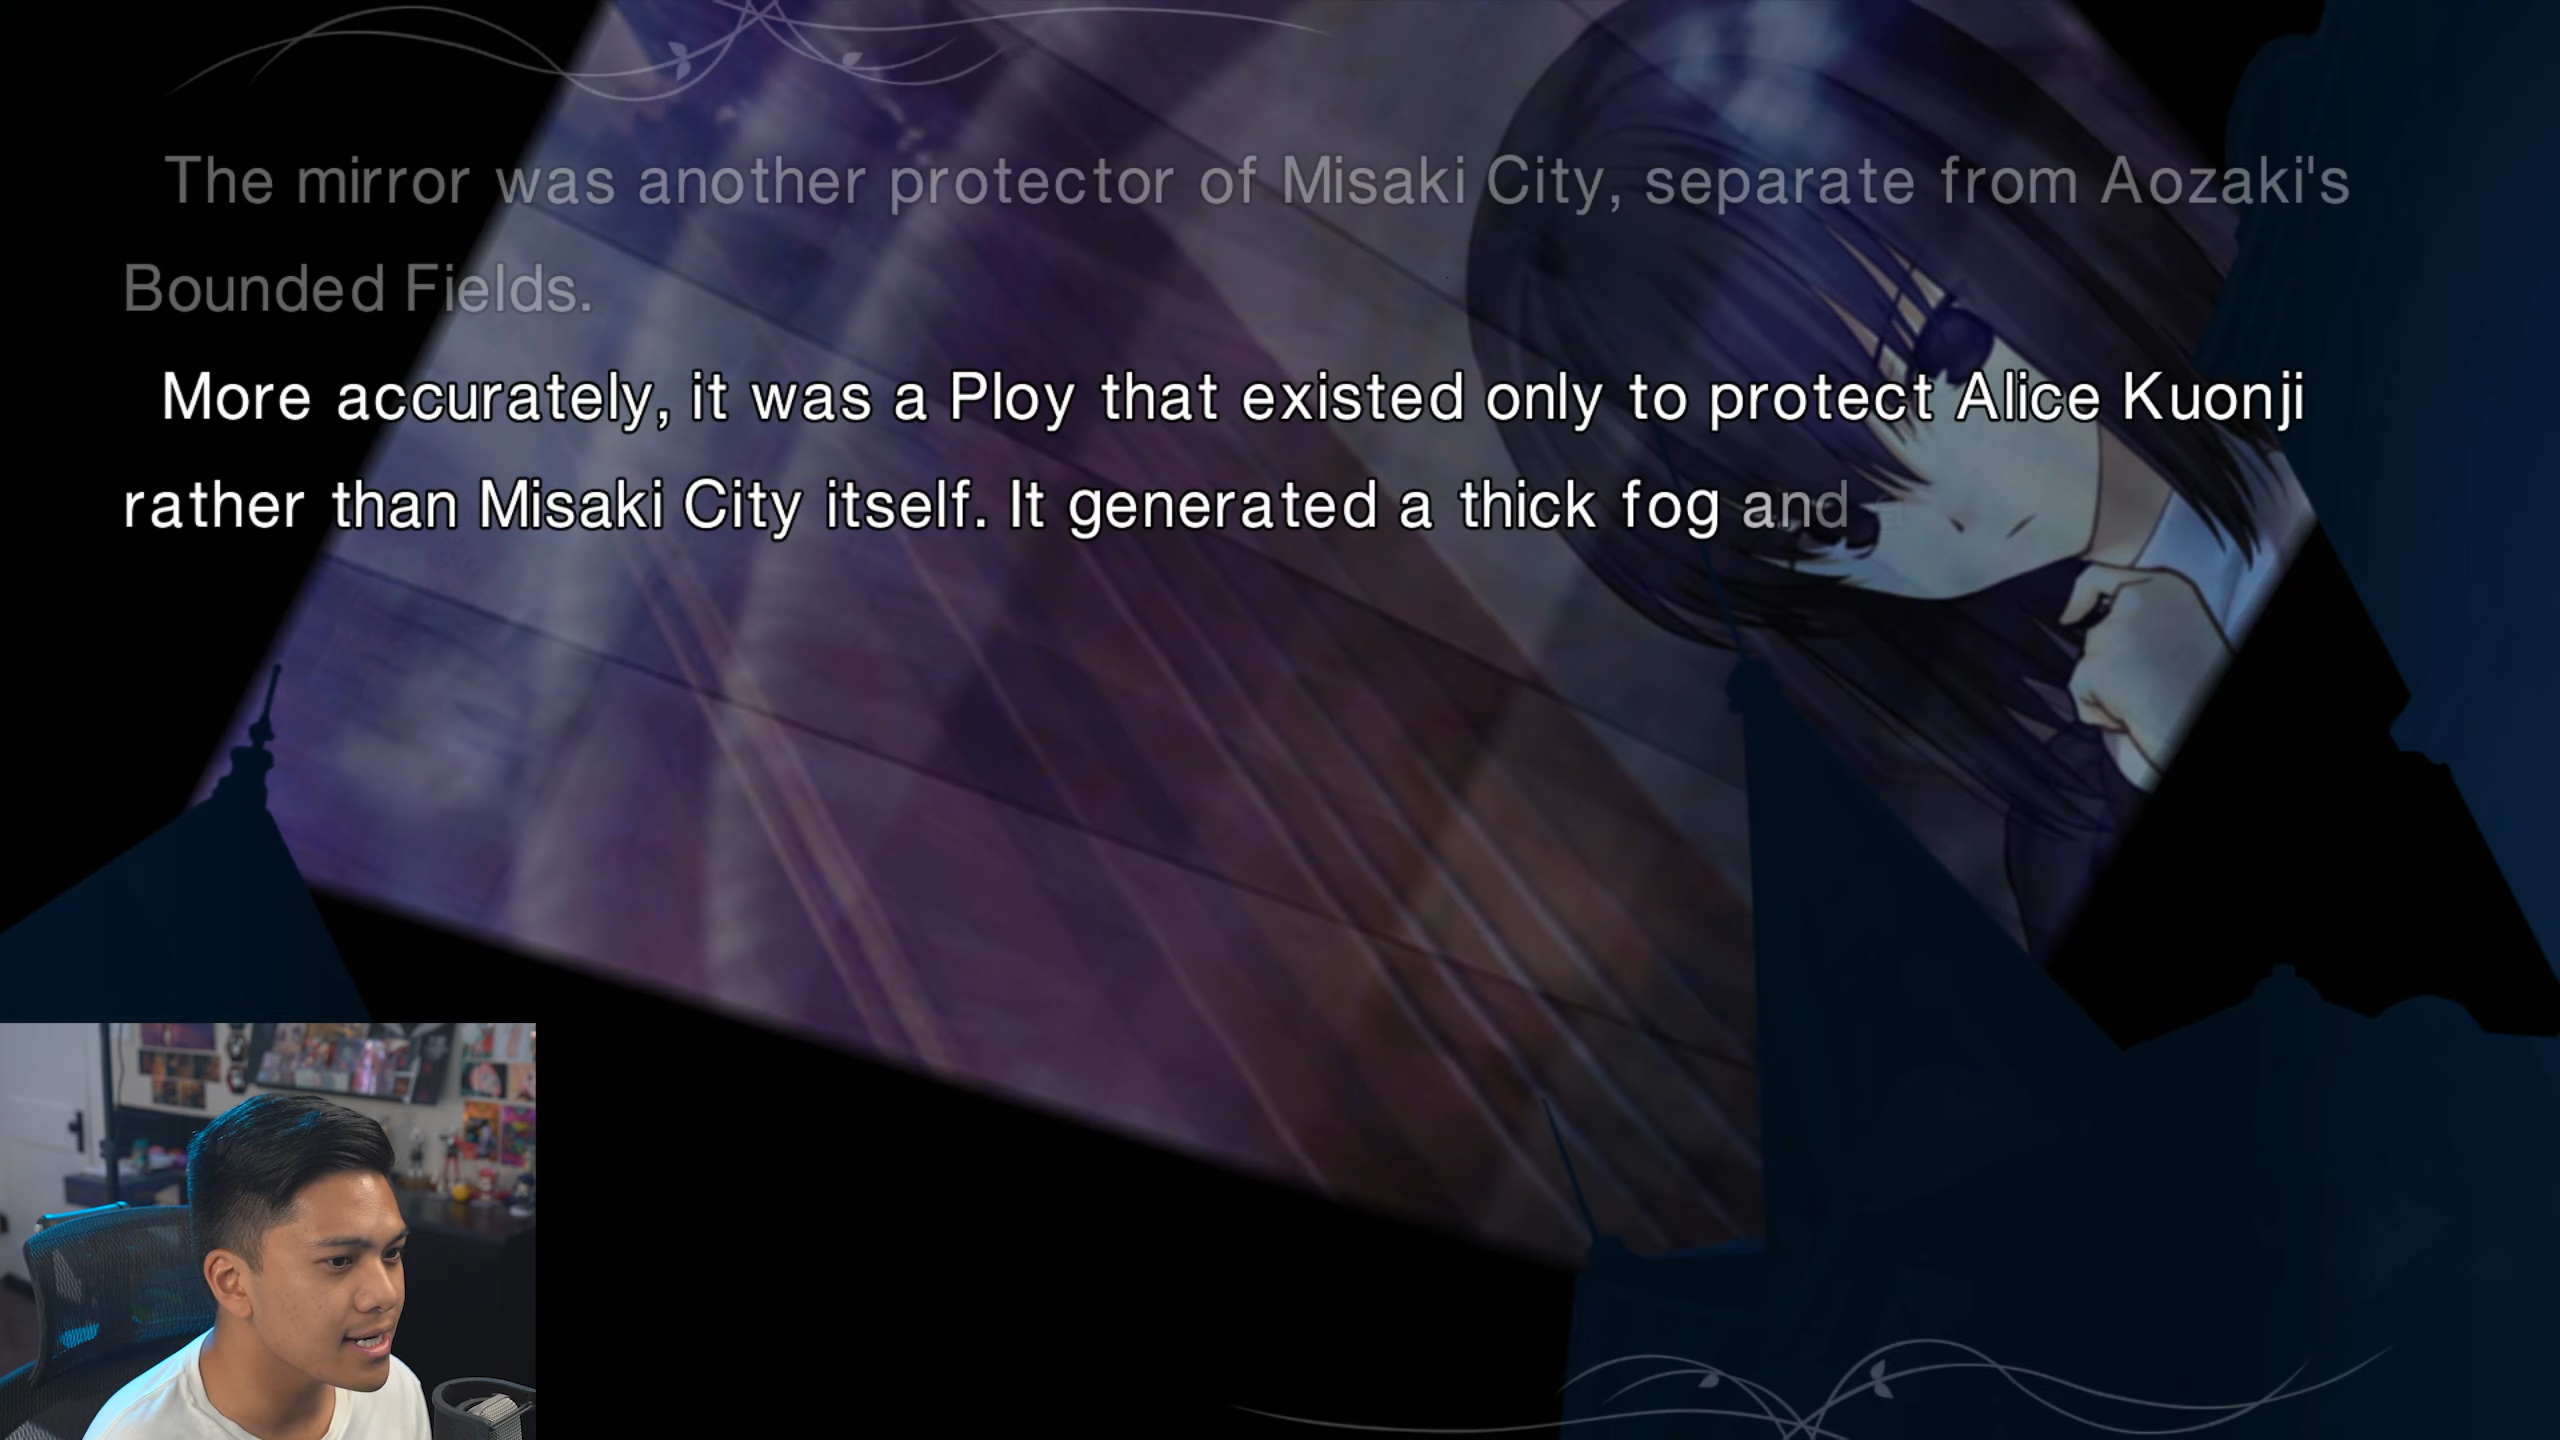 The mirror was another protector of Misaki City, separate from Aozaki's
Bounded Fields.
More accurately, it was a Ploy that existed only to protect Alice Kuonji
rather than Misaki City itself. It generated a thick fog and a